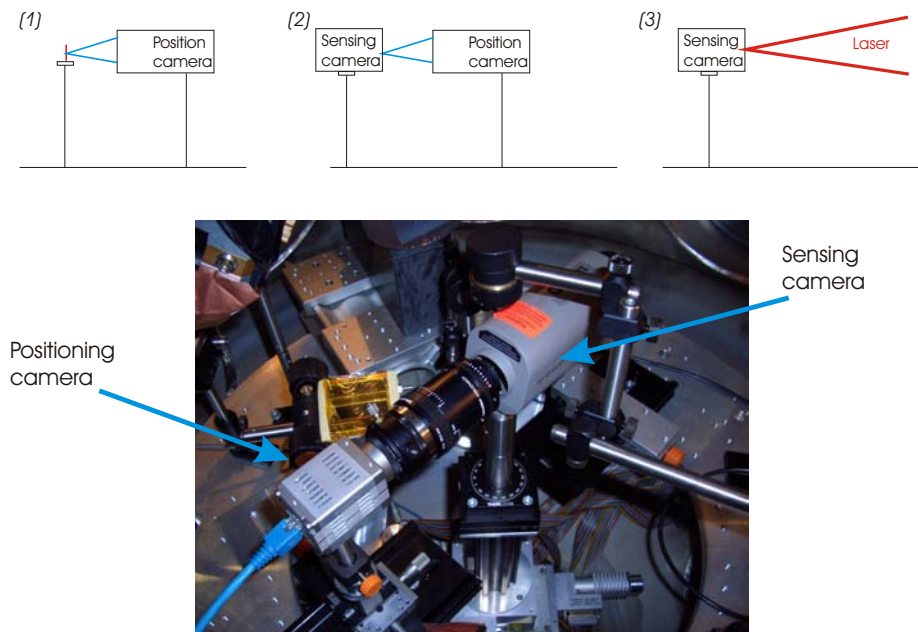 (1)
Position
camera
(2)
Sensing
camera
Position
camera
(3)
Sensing
camera
Laser
Sensing
camera
Positioning
camera